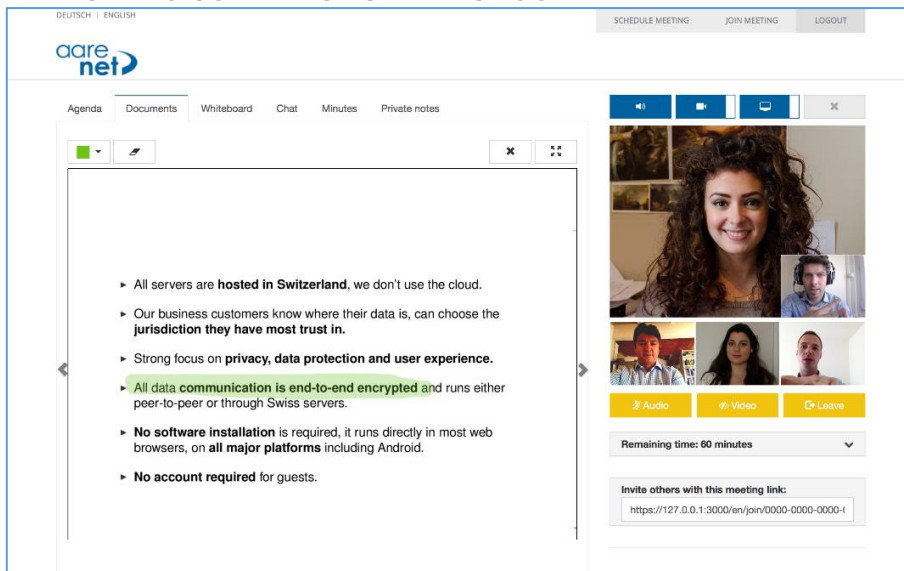 DEUTSCH | ENGLISH
SCHEDULE MEETING
JOIN MEETING
LOGOUT
aare
net
Agenda
Documents
Whiteboard
Chat
Minutes
Private notes
► All servers are hosted in Switzerland, we don't use the cloud.
► Our business customers know where their data is, can choose the
jurisdiction they have most trust in.
► Strong focus on privacy, data protection and user experience.
► All data communication is end-to-end encrypted and runs either
peer-to-peer or through Swiss servers.
► No software installation is required, it runs directly in most web
browsers, on all major platforms including Android.
► No account required for guests.
Audio
Video
Leave
Remaining time: 60 minutes
Invite others with this meeting link:
https://127.0.0.1:3000/en/join/0000-0000-0000-(